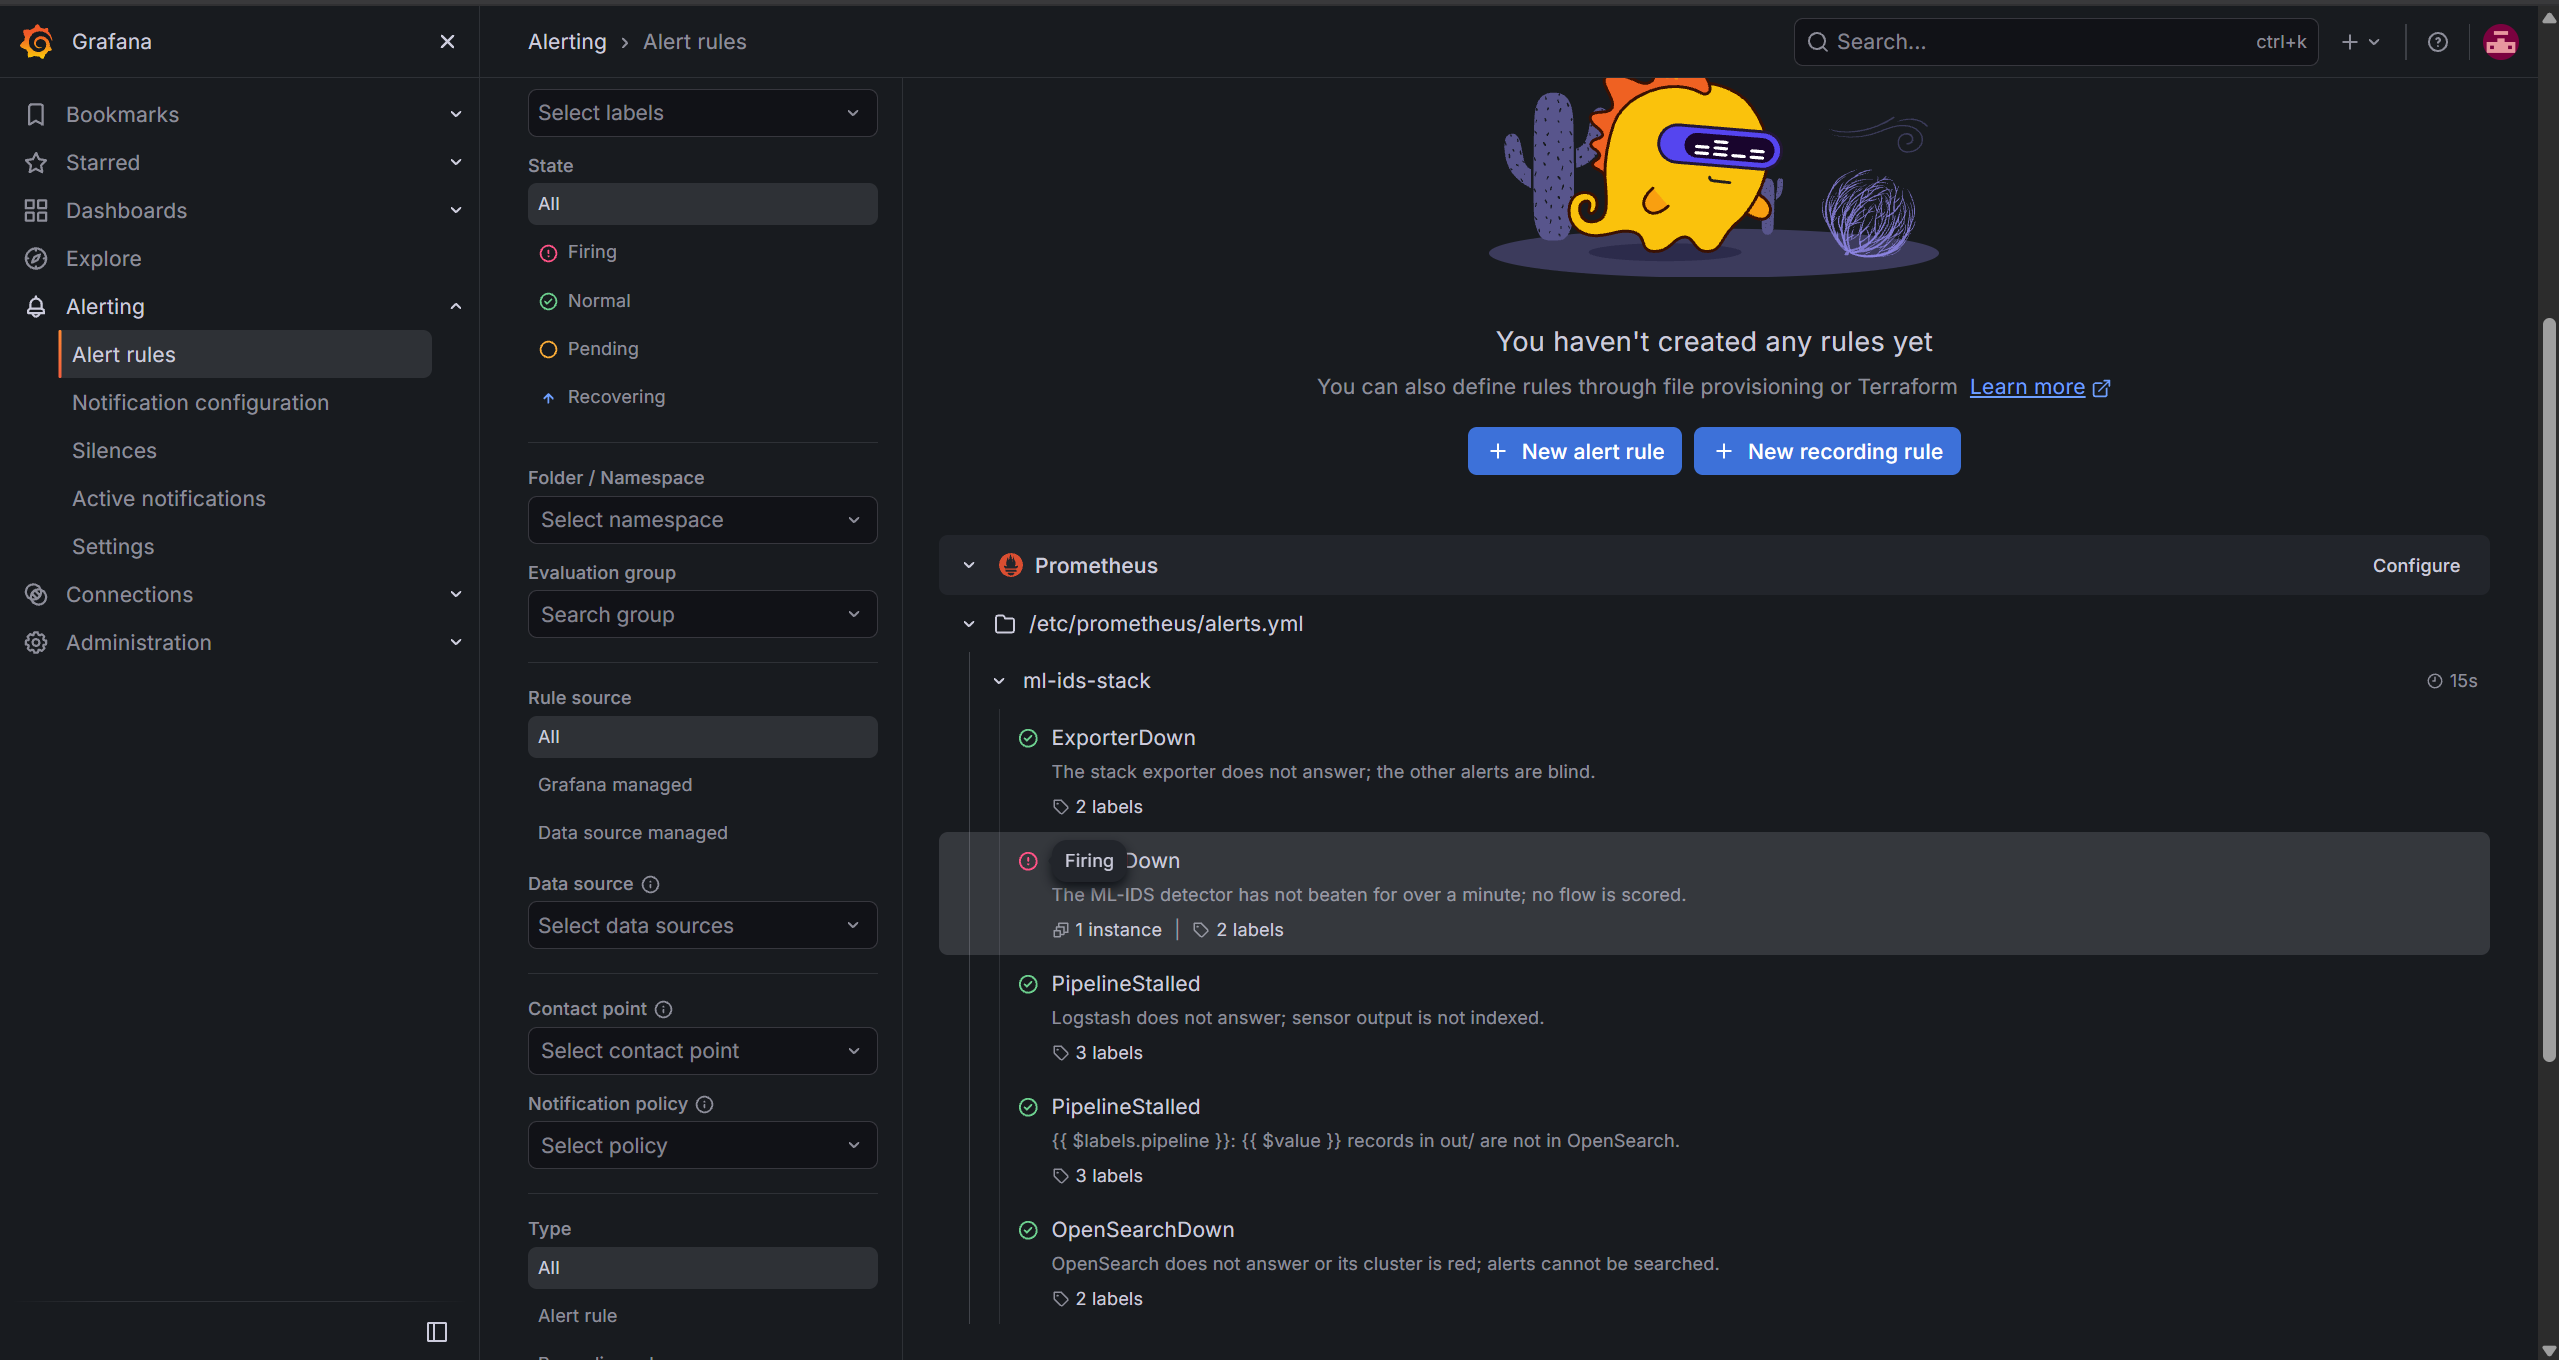 Grafana
Alerting › Alert rules
Search...
ctrl+k
Bookmarks
Starred
Dashboards
Explore
Alerting
Alert rules
Notification configuration
Silences
Active notifications
Settings
Connections
Administration
Select labels
State
All
Firing
Normal
Pending
Recovering
Folder / Namespace
Select namespace
Evaluation group
Search group
Rule source
All
Grafana managed
Data source managed
Data source
Select data sources
Contact point
Select contact point
Notification policy
Select policy
Type
All
Alert rule
You haven't created any rules yet
You can also define rules through file provisioning or Terraform Learn more
New alert rule
New recording rule
Prometheus
Configure
/etc/prometheus/alerts.yml
ml-ids-stack
15s
ExporterDown
The stack exporter does not answer; the other alerts are blind.
2 labels
Firing
Down
The ML-IDS detector has not beaten for over a minute; no flow is scored.
1 instance | 2 labels
PipelineStalled
Logstash does not answer; sensor output is not indexed.
3 labels
PipelineStalled
{{ $labels.pipeline }}: {{ $value }} records in out/ are not in OpenSearch.
3 labels
OpenSearchDown
OpenSearch does not answer or its cluster is red; alerts cannot be searched.
2 labels